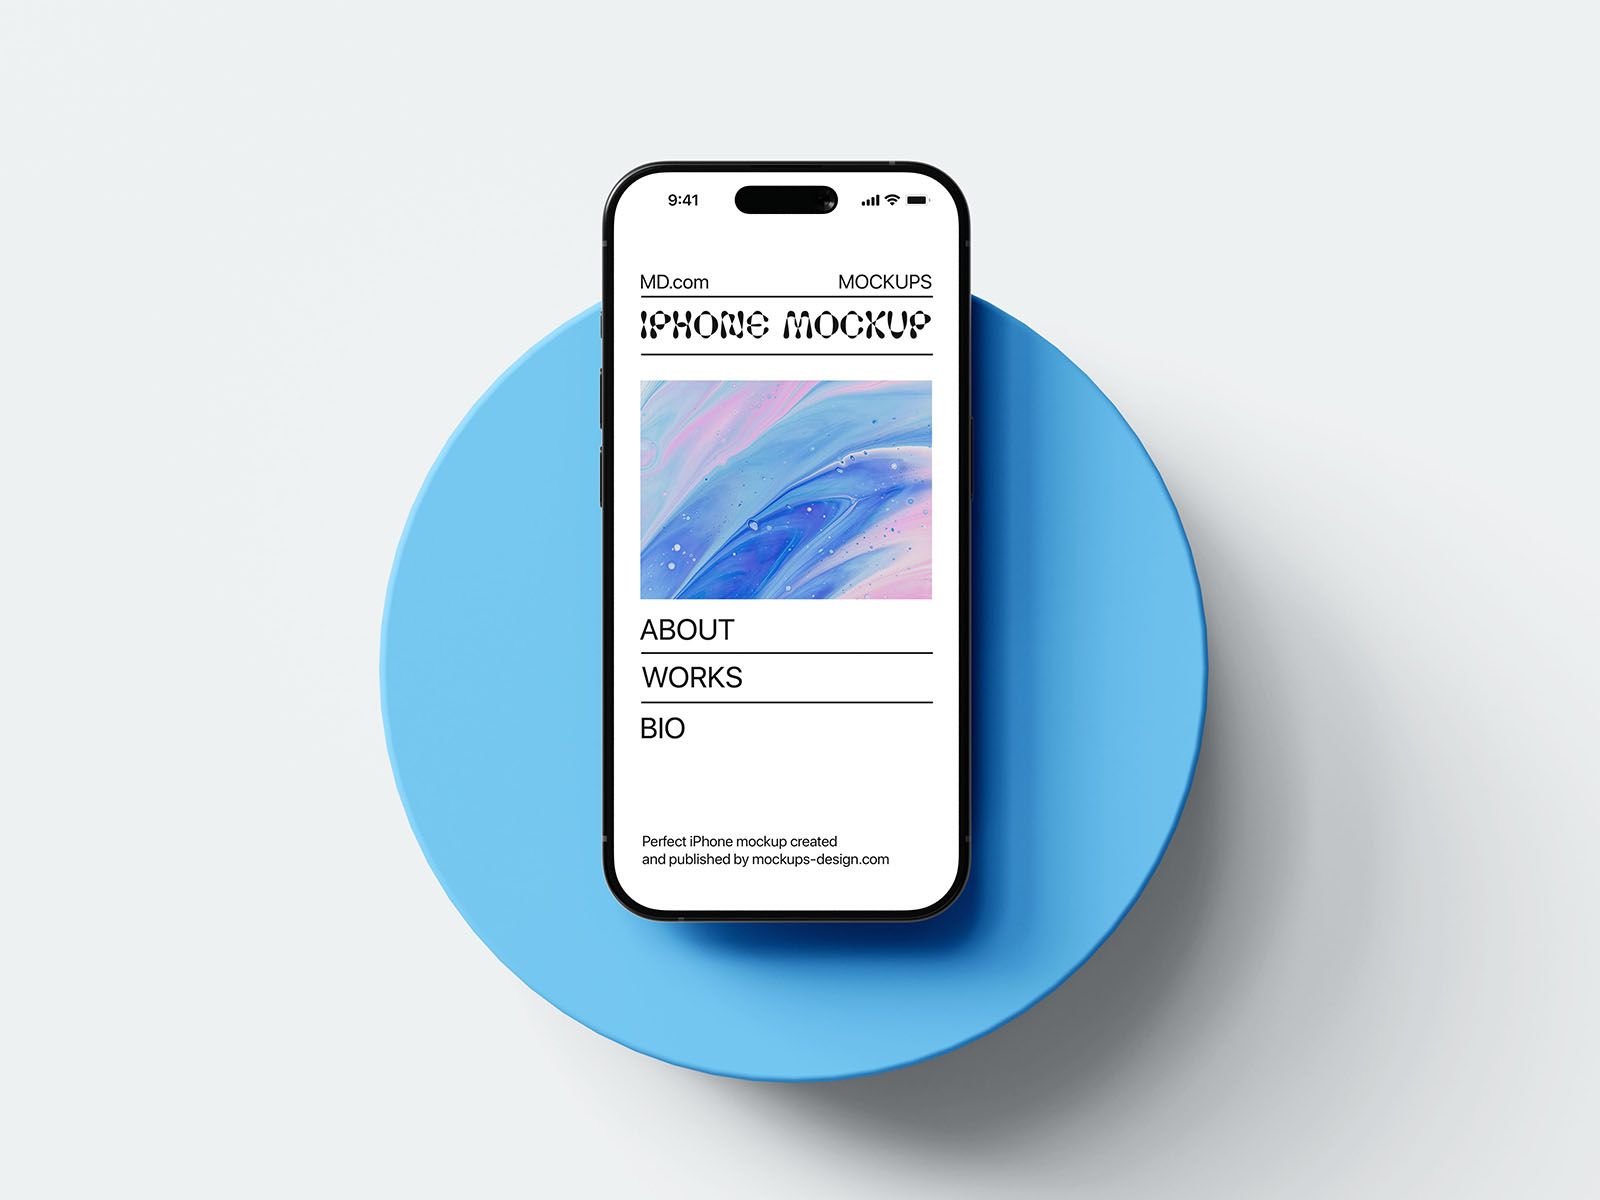 9:41
MD.com MOCKUPS
IPHONE MOCKUP
ABOUT
WORKS
BIO
Perfect iPhone mockup created
and published by mockups-design.com